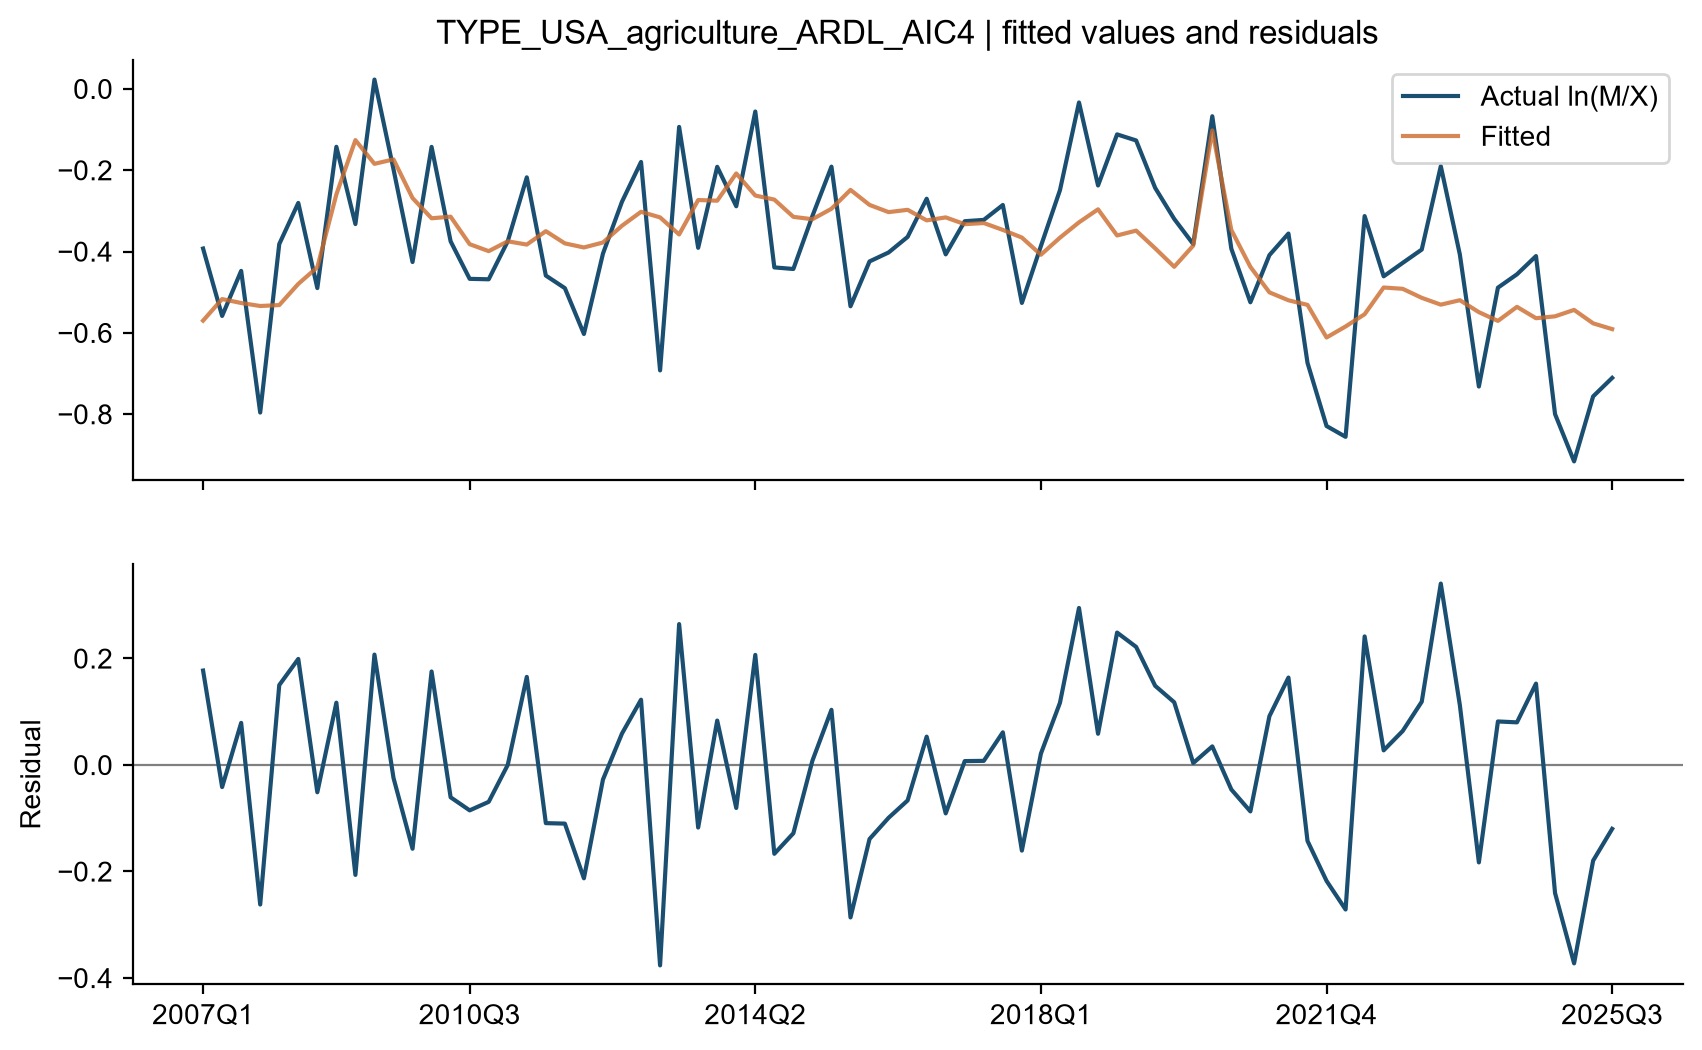 TYPE_USA_agriculture_ARDL_AIC4 | fitted values and residuals
Actual ln(M/X)
Fitted
0.0
−0.2
−0.4
−0.6
−0.8
Residual
0.2
0.0
−0.2
−0.4
2007Q1 2010Q3 2014Q2 2018Q1 2021Q4 2025Q3